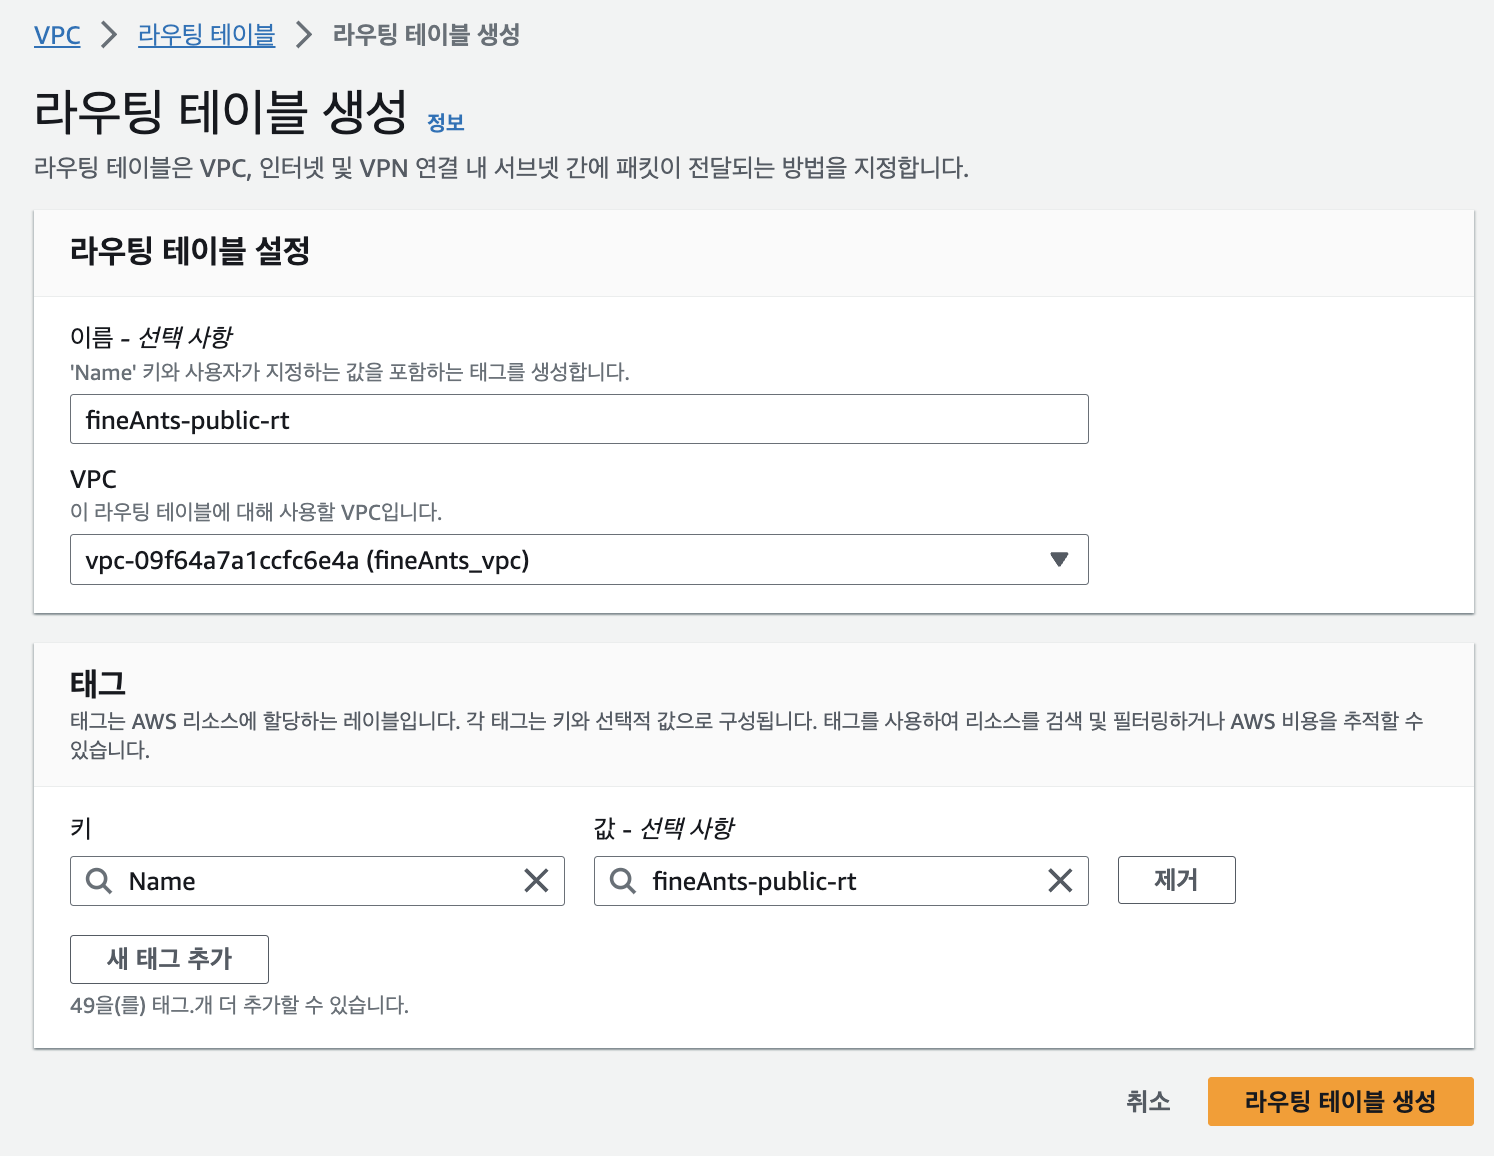 VPC > 라우팅 테이블 > 라우팅 테이블 생성
라우팅 테이블 생성 정보
라우팅 테이블은 VPC, 인터넷 및 VPN 연결 내 서브넷 간에 패킷이 전달되는 방법을 지정합니다.
라우팅 테이블 설정
이름 - 선택 사항
'Name' 키와 사용자가 지정하는 값을 포함하는 태그를 생성합니다.
fineAnts-public-rt
VPC
이 라우팅 테이블에 대해 사용할 VPC입니다.
vpc-09f64a7a1ccfc6e4a (fineAnts_vpc)
태그
태그는 AWS 리소스에 할당하는 레이블입니다. 각 태그는 키와 선택적 값으로 구성됩니다. 태그를 사용하여 리소스를 검색 및 필터링하거나 AWS 비용을 추적할 수
있습니다.
키 값 - 선택 사항
Name fineAnts-public-rt 제거
새 태그 추가
49을(를) 태그.개 더 추가할 수 있습니다.
취소 라우팅 테이블 생성